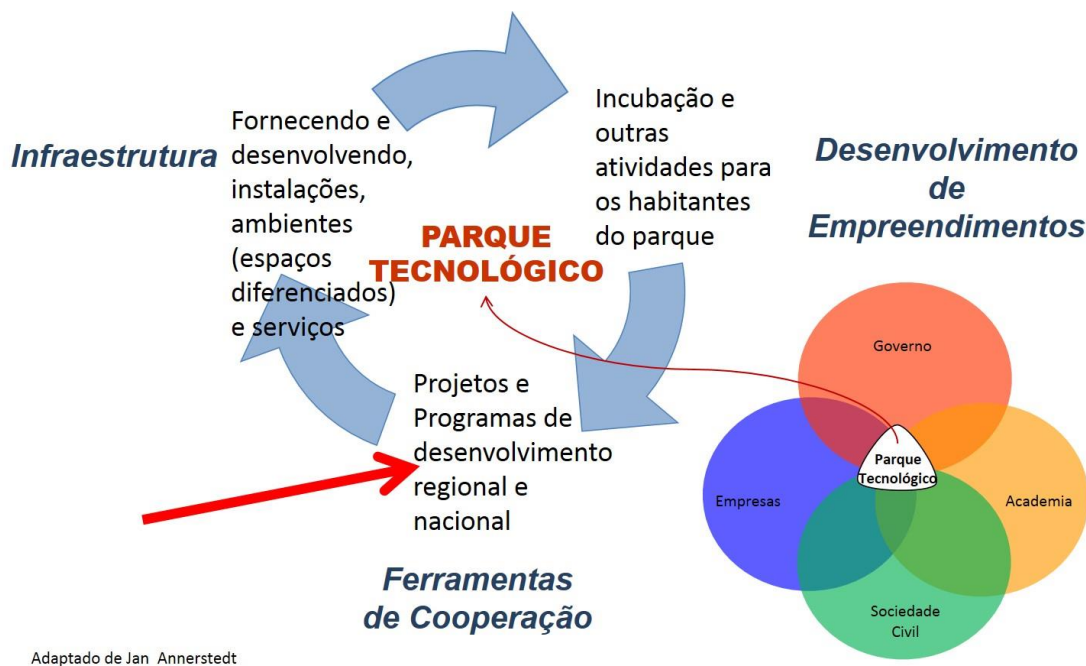 Infraestrutura
Fornecendo e
desenvolvendo,
instalações,
ambientes
(espaços
diferenciados)
e serviços
Incubação e
outras
atividades para
os habitantes
do parque
Desenvolvimento
de
Empreendimentos
PARQUE
TECNOLÓGICO
Projetos e
Programas de
desenvolvimento
regional e
nacional
Ferramentas
de Cooperação
Governo
Parque
Tecnológico
Empresas
Academia
Sociedade
Civil
Adaptado de Jan Annerstedt